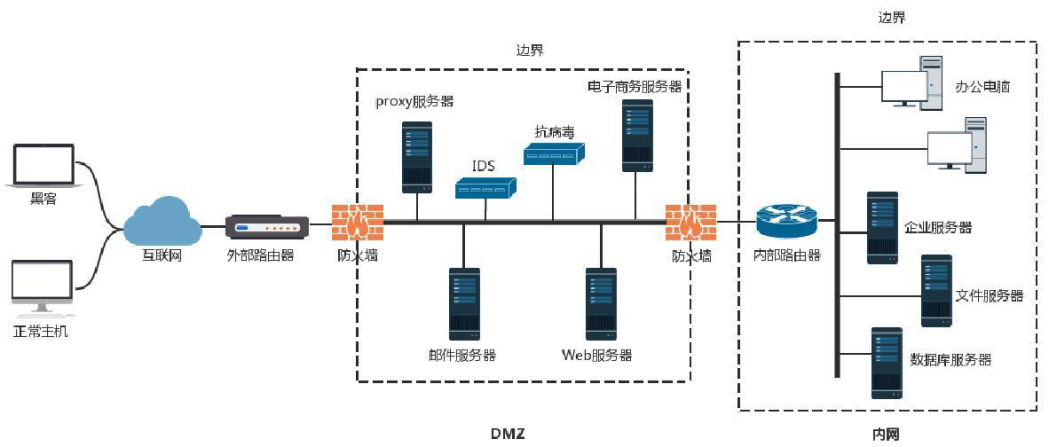 边界
边界
proxy服务器
电子商务服务器
办公电脑
抗病毒
IDS
黑客
企业服务器
互联网
外部路由器
防火墙
防火墙
内部路由器
文件服务器
正常主机
邮件服务器
Web服务器
数据库服务器
DMZ
内网